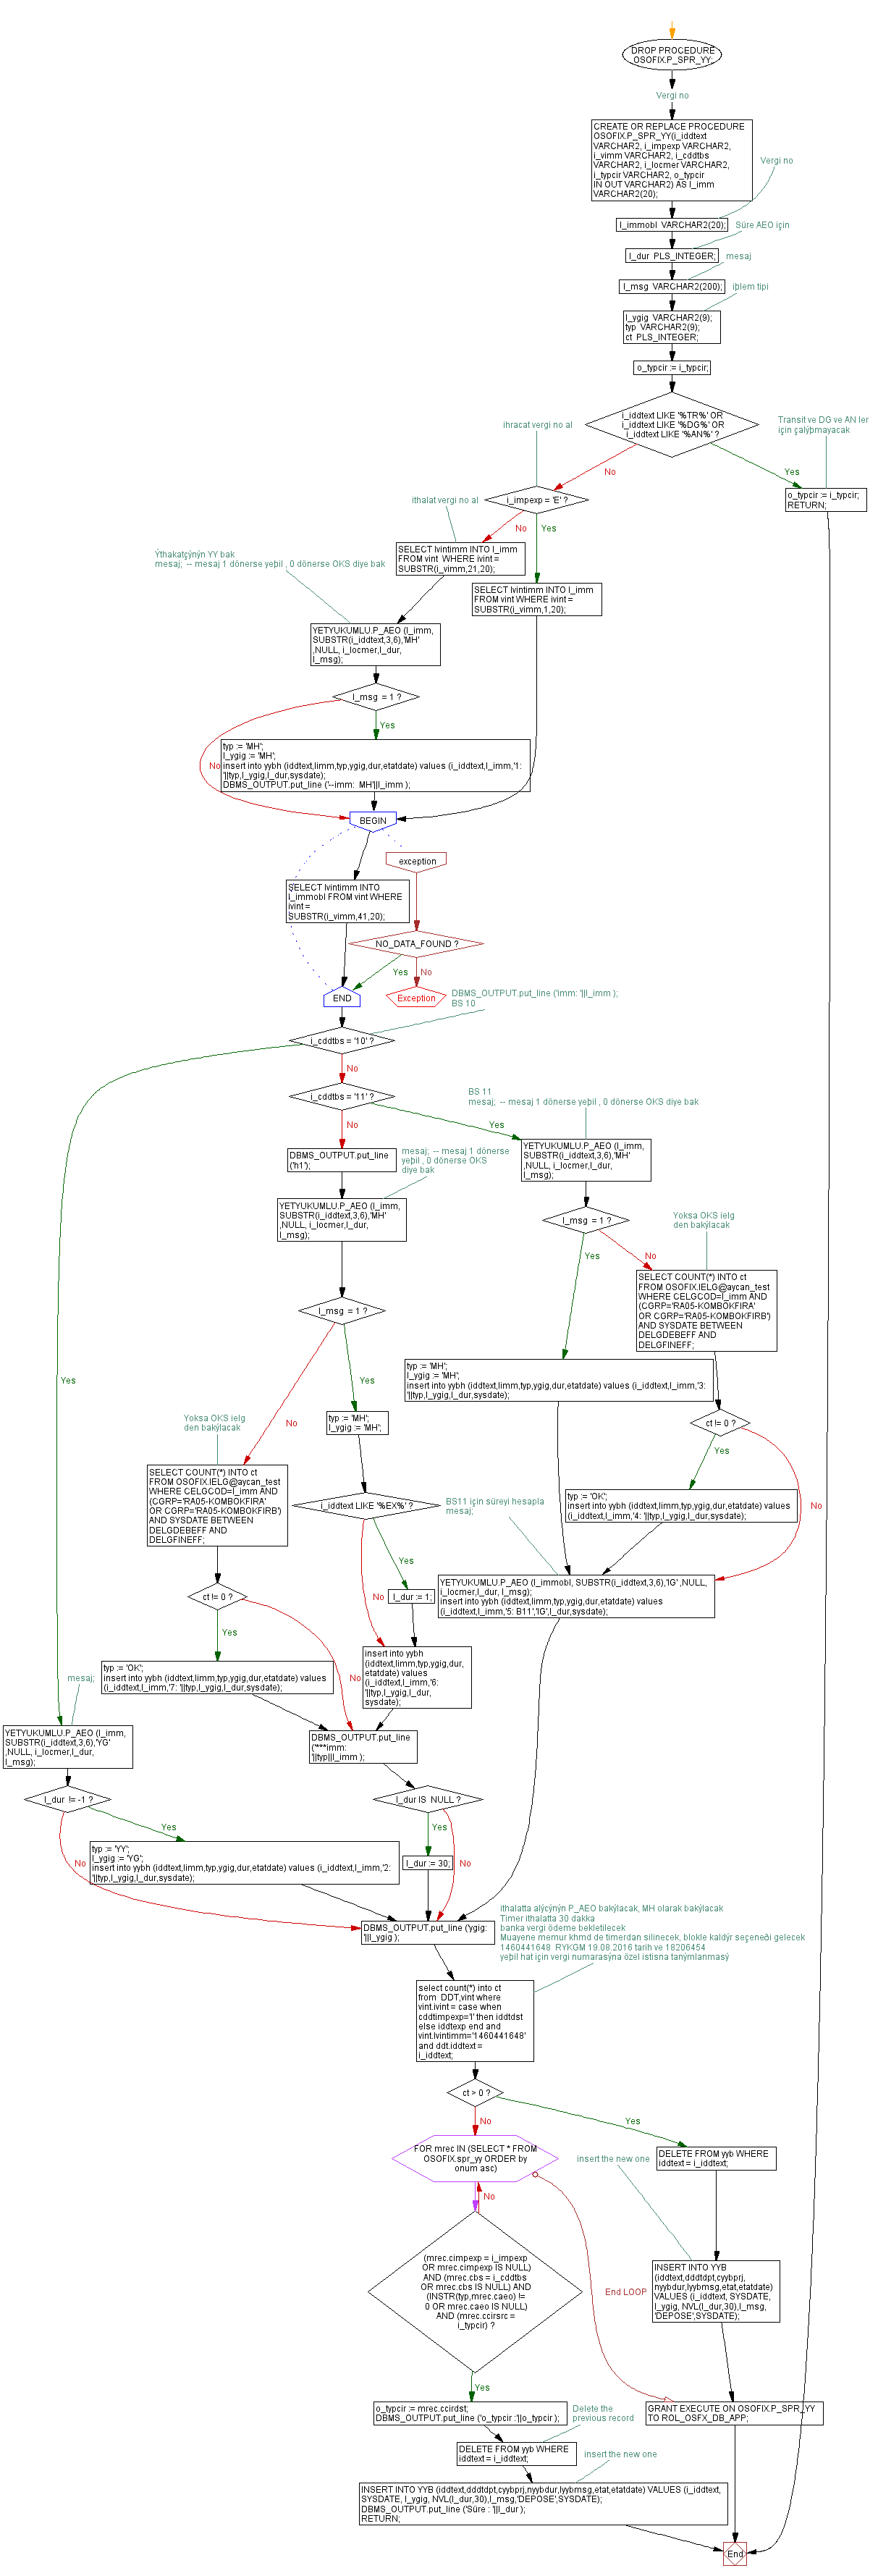 DROP PROCEDURE
OSOFIX.P_SPR_YY;
Vergi no
CREATE OR REPLACE PROCEDURE
OSOFIX.P_SPR_YY(i_iddtext
VARCHAR2, i_impexp VARCHAR2,
i_vimm VARCHAR2, i_cddtbs
VARCHAR2, i_locmer VARCHAR2,
i_typcir VARCHAR2, o_typcir
IN OUT VARCHAR2) AS l_imm
VARCHAR2(20);
Vergi no
l_immobl VARCHAR2(20);
Süre AEO için
l_dur PLS_INTEGER;
mesaj
l_msg VARCHAR2(200);
iþlem tipi
l_ygig VARCHAR2(9);
typ VARCHAR2(9);
ct PLS_INTEGER;
o_typcir := i_typcir;
i_iddtext LIKE '%TR%' OR
i_iddtext LIKE '%DG%' OR
i_iddtext LIKE '%AN%' ?
Transit ve DG ve AN ler
için çalýþmayacak
ihracat vergi no al
No
Yes
i_impexp = 'E' ?
o_typcir := i_typcir;
RETURN;
ithalat vergi no al
No
Yes
SELECT lvintimm INTO l_imm
FROM vint WHERE ivint =
SUBSTR(i_vimm,21,20);
Ýthakatçýnýn YY bak
mesaj; -- mesaj 1 dönerse yeþil , 0 dönerse OKS diye bak
SELECT lvintimm INTO l_imm
FROM vint WHERE ivint =
SUBSTR(i_vimm,1,20);
YETYUKUMLU.P_AEO (l_imm,
SUBSTR(i_iddtext,3,6),'MH'
,NULL, i_locmer,l_dur,
l_msg);
l_msg = 1 ?
Yes
No
typ := 'MH';
l_ygig := 'MH';
insert into yybh (iddtext,limm,typ,ygig,dur,etatdate) values (i_iddtext,l_imm,'1:
'||typ,l_ygig,l_dur,sysdate);
DBMS_OUTPUT.put_line ('--imm: MH'||l_imm );
BEGIN
exception
SELECT lvintimm INTO
l_immobl FROM vint WHERE
ivint =
SUBSTR(i_vimm,41,20);
NO_DATA_FOUND ?
Yes
No
END
Exception
DBMS_OUTPUT.put_line ('imm: '||l_imm );
BS 10
i_cddtbs = '10' ?
No
i_cddtbs = '11' ?
BS 11
mesaj; -- mesaj 1 dönerse yeþil , 0 dönerse OKS diye bak
No
Yes
DBMS_OUTPUT.put_line
('h1');
mesaj; -- mesaj 1 dönerse
yeþil , 0 dönerse OKS
diye bak
YETYUKUMLU.P_AEO (l_imm,
SUBSTR(i_iddtext,3,6),'MH'
,NULL, i_locmer,l_dur,
l_msg);
YETYUKUMLU.P_AEO (l_imm,
SUBSTR(i_iddtext,3,6),'MH'
,NULL, i_locmer,l_dur,
l_msg);
l_msg = 1 ?
Yoksa OKS ielg
den bakýlacak
Yes
No
SELECT COUNT(*) INTO ct
FROM OSOFIX.IELG@aycan_test
WHERE CELGCOD=l_imm AND
(CGRP='RA05-KOMBOKFIRA'
OR CGRP='RA05-KOMBOKFIRB')
AND SYSDATE BETWEEN
DELGDEBEFF AND
DELGFINEFF;
l_msg = 1 ?
Yes
Yes
No
typ := 'MH';
l_ygig := 'MH';
insert into yybh (iddtext,limm,typ,ygig,dur,etatdate) values (i_iddtext,l_imm,'3:
'||typ,l_ygig,l_dur,sysdate);
ct != 0 ?
Yoksa OKS ielg
den bakýlacak
typ := 'MH';
l_ygig := 'MH';
Yes
No
SELECT COUNT(*) INTO ct
FROM OSOFIX.IELG@aycan_test
WHERE CELGCOD=l_imm AND
(CGRP='RA05-KOMBOKFIRA'
OR CGRP='RA05-KOMBOKFIRB')
AND SYSDATE BETWEEN
DELGDEBEFF AND
DELGFINEFF;
i_iddtext LIKE '%EX%' ?
BS11 için süreyi hesapla
mesaj;
typ := 'OK';
insert into yybh (iddtext,limm,typ,ygig,dur,etatdate) values
(i_iddtext,l_imm,'4: '||typ,l_ygig,l_dur,sysdate);
Yes
No
YETYUKUMLU.P_AEO (l_immobl, SUBSTR(i_iddtext,3,6),'IG' ,NULL,
i_locmer,l_dur, l_msg);
insert into yybh (iddtext,limm,typ,ygig,dur,etatdate) values
(i_iddtext,l_imm,'5: B11','IG',l_dur,sysdate);
ct != 0 ?
l_dur := 1;
Yes
No
insert into yybh
(iddtext,limm,typ,ygig,dur,
etatdate) values
(i_iddtext,l_imm,'6:
'||typ,l_ygig,l_dur,
sysdate);
typ := 'OK';
insert into yybh (iddtext,limm,typ,ygig,dur,etatdate) values
(i_iddtext,l_imm,'7: '||typ,l_ygig,l_dur,sysdate);
mesaj;
YETYUKUMLU.P_AEO (l_imm,
SUBSTR(i_iddtext,3,6),'YG'
,NULL, i_locmer,l_dur,
l_msg);
DBMS_OUTPUT.put_line
('***imm:
'||typ||l_imm );
l_dur != -1 ?
l_dur IS NULL ?
Yes
No
Yes
No
typ := 'YY';
l_ygig := 'YG';
insert into yybh (iddtext,limm,typ,ygig,dur,etatdate) values (i_iddtext,l_imm,'2:
'||typ,l_ygig,l_dur,sysdate);
l_dur := 30;
DBMS_OUTPUT.put_line ('ygig:
'||l_ygig );
ithalatta alýcýnýn P_AEO bakýlacak, MH olarak bakýlacak
Timer ithalatta 30 dakka
banka vergi ödeme bekletilecek
Muayene memur khmd de timerdan silinecek, blokle kaldýr seçeneði gelecek
1460441648 RYKGM 19.08.2016 tarih ve 18206454
yeþil hat için vergi numarasýna özel istisna tanýmlanmasý
select count(*) into ct
from DDT,vint where
vint.ivint = case when
cddtimpexp='I' then iddtdst
else iddtexp end and
vint.lvintimm='1460441648'
and ddt.iddtext =
i_iddtext;
ct > 0 ?
No
Yes
FOR mrec IN (SELECT * FROM
OSOFIX.spr_yy ORDER by
onum asc)
insert the new one
DELETE FROM yyb WHERE
iddtext = i_iddtext;
No
(mrec.cimpexp = i_impexp
OR mrec.cimpexp IS NULL)
AND (mrec.cbs = i_cddtbs
OR mrec.cbs IS NULL) AND
(INSTR(typ,mrec.caeo) !=
0 OR mrec.caeo IS NULL)
AND (mrec.ccirsrc =
i_typcir) ?
End LOOP
INSERT INTO YYB
(iddtext,dddtdpt,cyybprj,
nyybdur,lyybmsg,etat,etatdate)
VALUES (i_iddtext, SYSDATE,
l_ygig, NVL(l_dur,30),l_msg,
'DEPOSE',SYSDATE);
Yes
o_typcir := mrec.ccirdst;
DBMS_OUTPUT.put_line ('o_typcir :'||o_typcir );
Delete the
previous record
GRANT EXECUTE ON OSOFIX.P_SPR_YY
TO ROL_OSFX_DB_APP;
DELETE FROM yyb WHERE
iddtext = i_iddtext;
insert the new one
INSERT INTO YYB (iddtext,dddtdpt,cyybprj,nyybdur,lyybmsg,etat,etatdate) VALUES (i_iddtext,
SYSDATE, l_ygig, NVL(l_dur,30),l_msg,'DEPOSE',SYSDATE);
DBMS_OUTPUT.put_line ('Süre : '||l_dur );
RETURN;
End